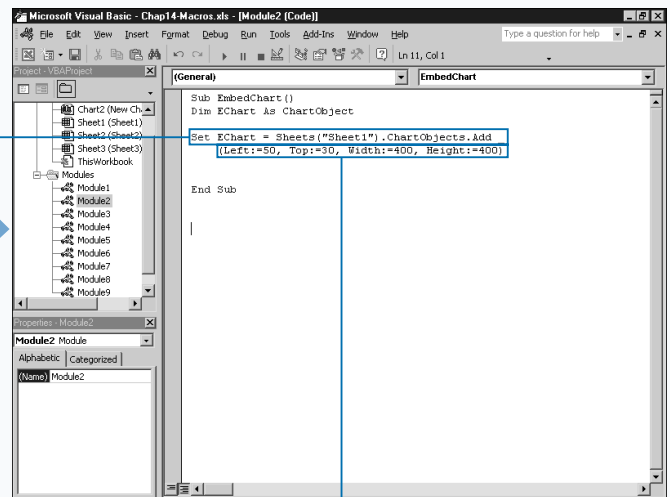 Microsoft Visual Basic - Chap14-Macros.xls - [Module2 (Code)]
File Edit View Insert Format Debug Run Tools Add-Ins Window Help
Type a question for help
Ln 11, Col 1
Project - VBAProject
(General)
EmbedChart
Chart2 (New Ch
Sheet1 (Sheet1)
Sheet2 (Sheet2)
Sheet3 (Sheet3)
ThisWorkbook
Modules
Module1
Module2
Module3
Module4
Module5
Module6
Module7
Module8
Module9
Properties - Module2
Module2 Module
Alphabetic Categorized
(Name) Module2
Sub EmbedChart()
Dim EChart As ChartObject
Set EChart = Sheets("Sheet1").ChartObjects.Add _
(Left:=50, Top:=30, Width:=400, Height:=400)
End Sub